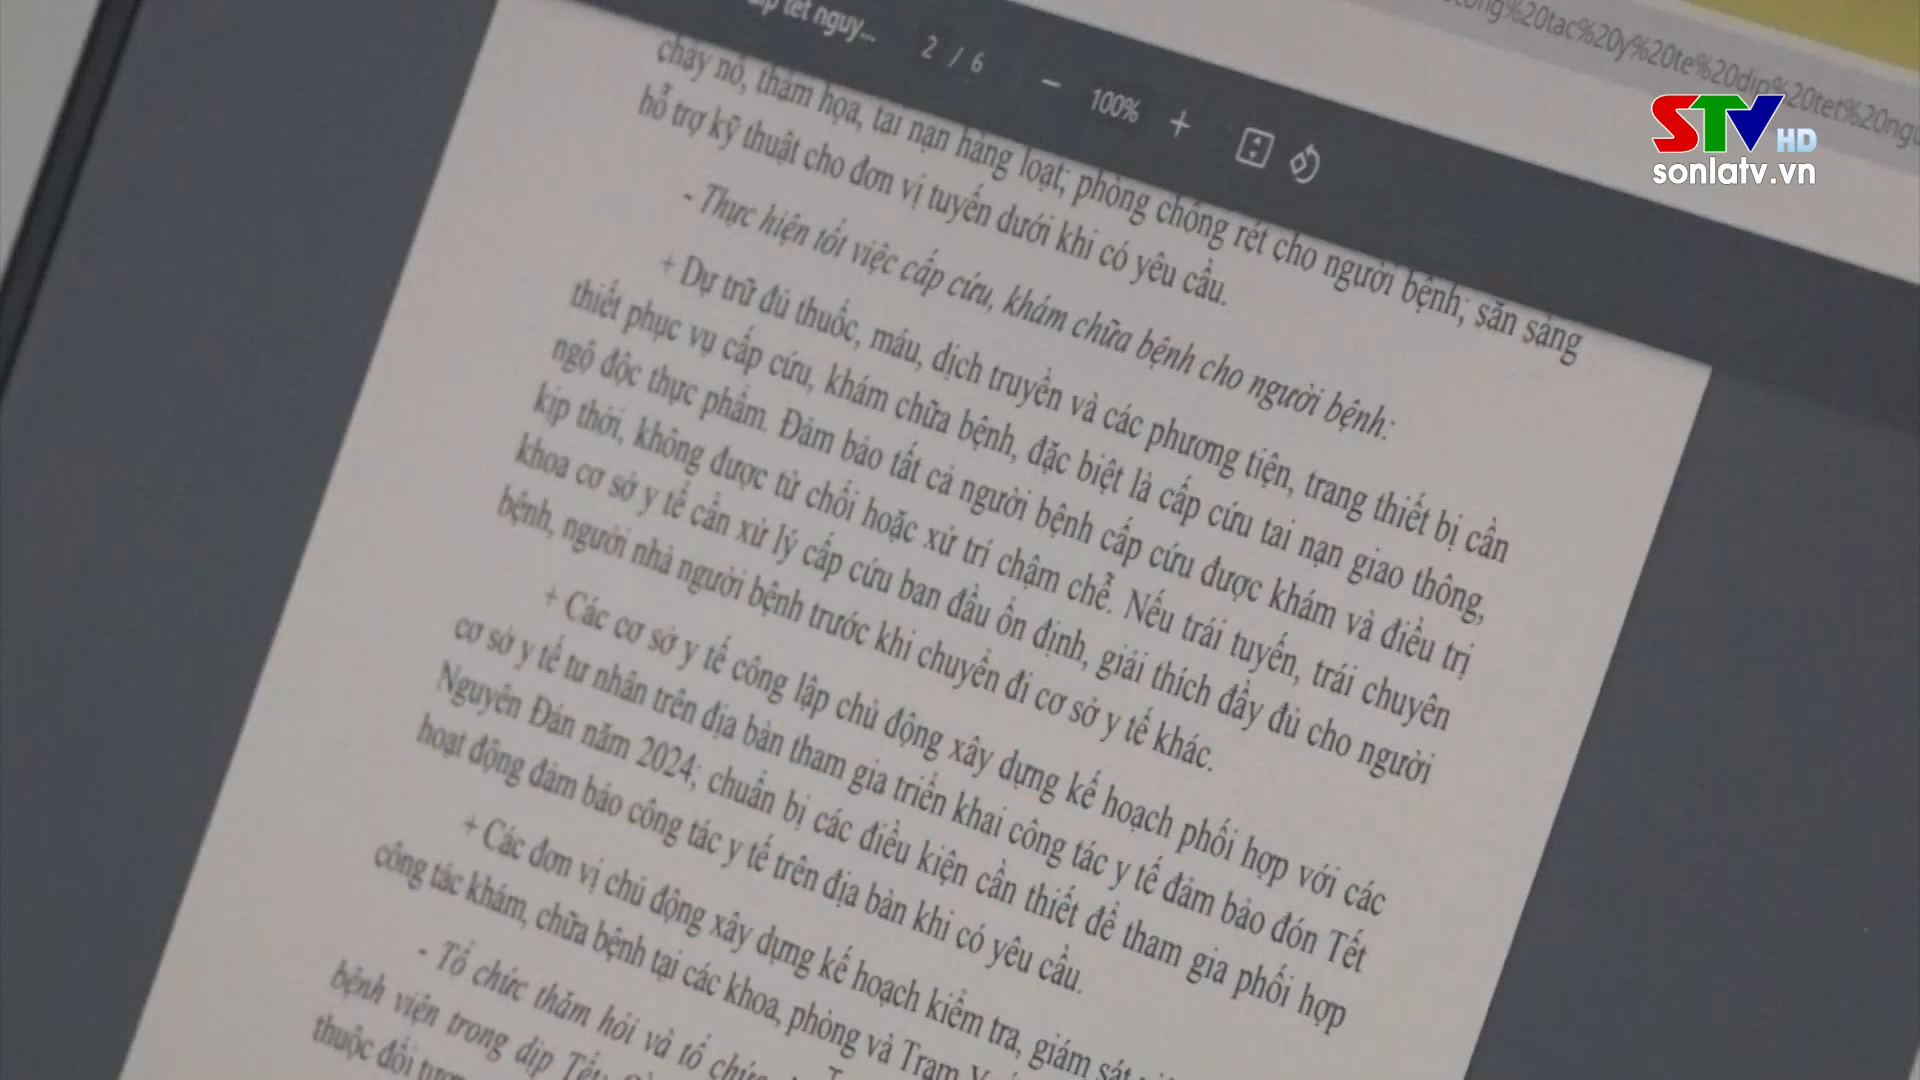 dịp tết nguy...
2 / 6
100%
tac%20y%20te%20dip%20tet%20ngu
STV HD
sonlatv.vn
cháy nổ, thảm họa, tai nạn hàng loạt; phòng chống rét cho người bệnh; sẵn sàng
hỗ trợ kỹ thuật cho đơn vị tuyến dưới khi có yêu cầu.
- Thực hiện tốt việc cấp cứu, khám chữa bệnh cho người bệnh:
+ Dự trữ đủ thuốc, máu, dịch truyền và các phương tiện, trang thiết bị cần
thiết phục vụ cấp cứu, khám chữa bệnh, đặc biệt là cấp cứu tai nạn giao thông,
ngộ độc thực phẩm. Đảm bảo tất cả người bệnh cấp cứu được khám và điều trị
kịp thời, không được từ chối hoặc xử trí chậm chễ. Nếu trái tuyến, trái chuyên
khoa cơ sở y tế cần xử lý cấp cứu ban đầu ổn định, giải thích đầy đủ cho người
bệnh, người nhà người bệnh trước khi chuyển đi cơ sở y tế khác.
+ Các cơ sở y tế công lập chủ động xây dựng kế hoạch phối hợp với các
cơ sở y tế tư nhân trên địa bàn tham gia triển khai công tác y tế đảm bảo đón Tết
Nguyên Đán năm 2024; chuẩn bị các điều kiện cần thiết để tham gia phối hợp
hoạt động đảm bảo công tác y tế trên địa bàn khi có yêu cầu.
+ Các đơn vị chủ động xây dựng kế hoạch kiểm tra, giám sát
công tác khám, chữa bệnh tại các khoa, phòng và Trạm Y
- Tổ chức thăm hỏi và tổ chức
bệnh viện trong dịp Tết:
thuộc đối tượng